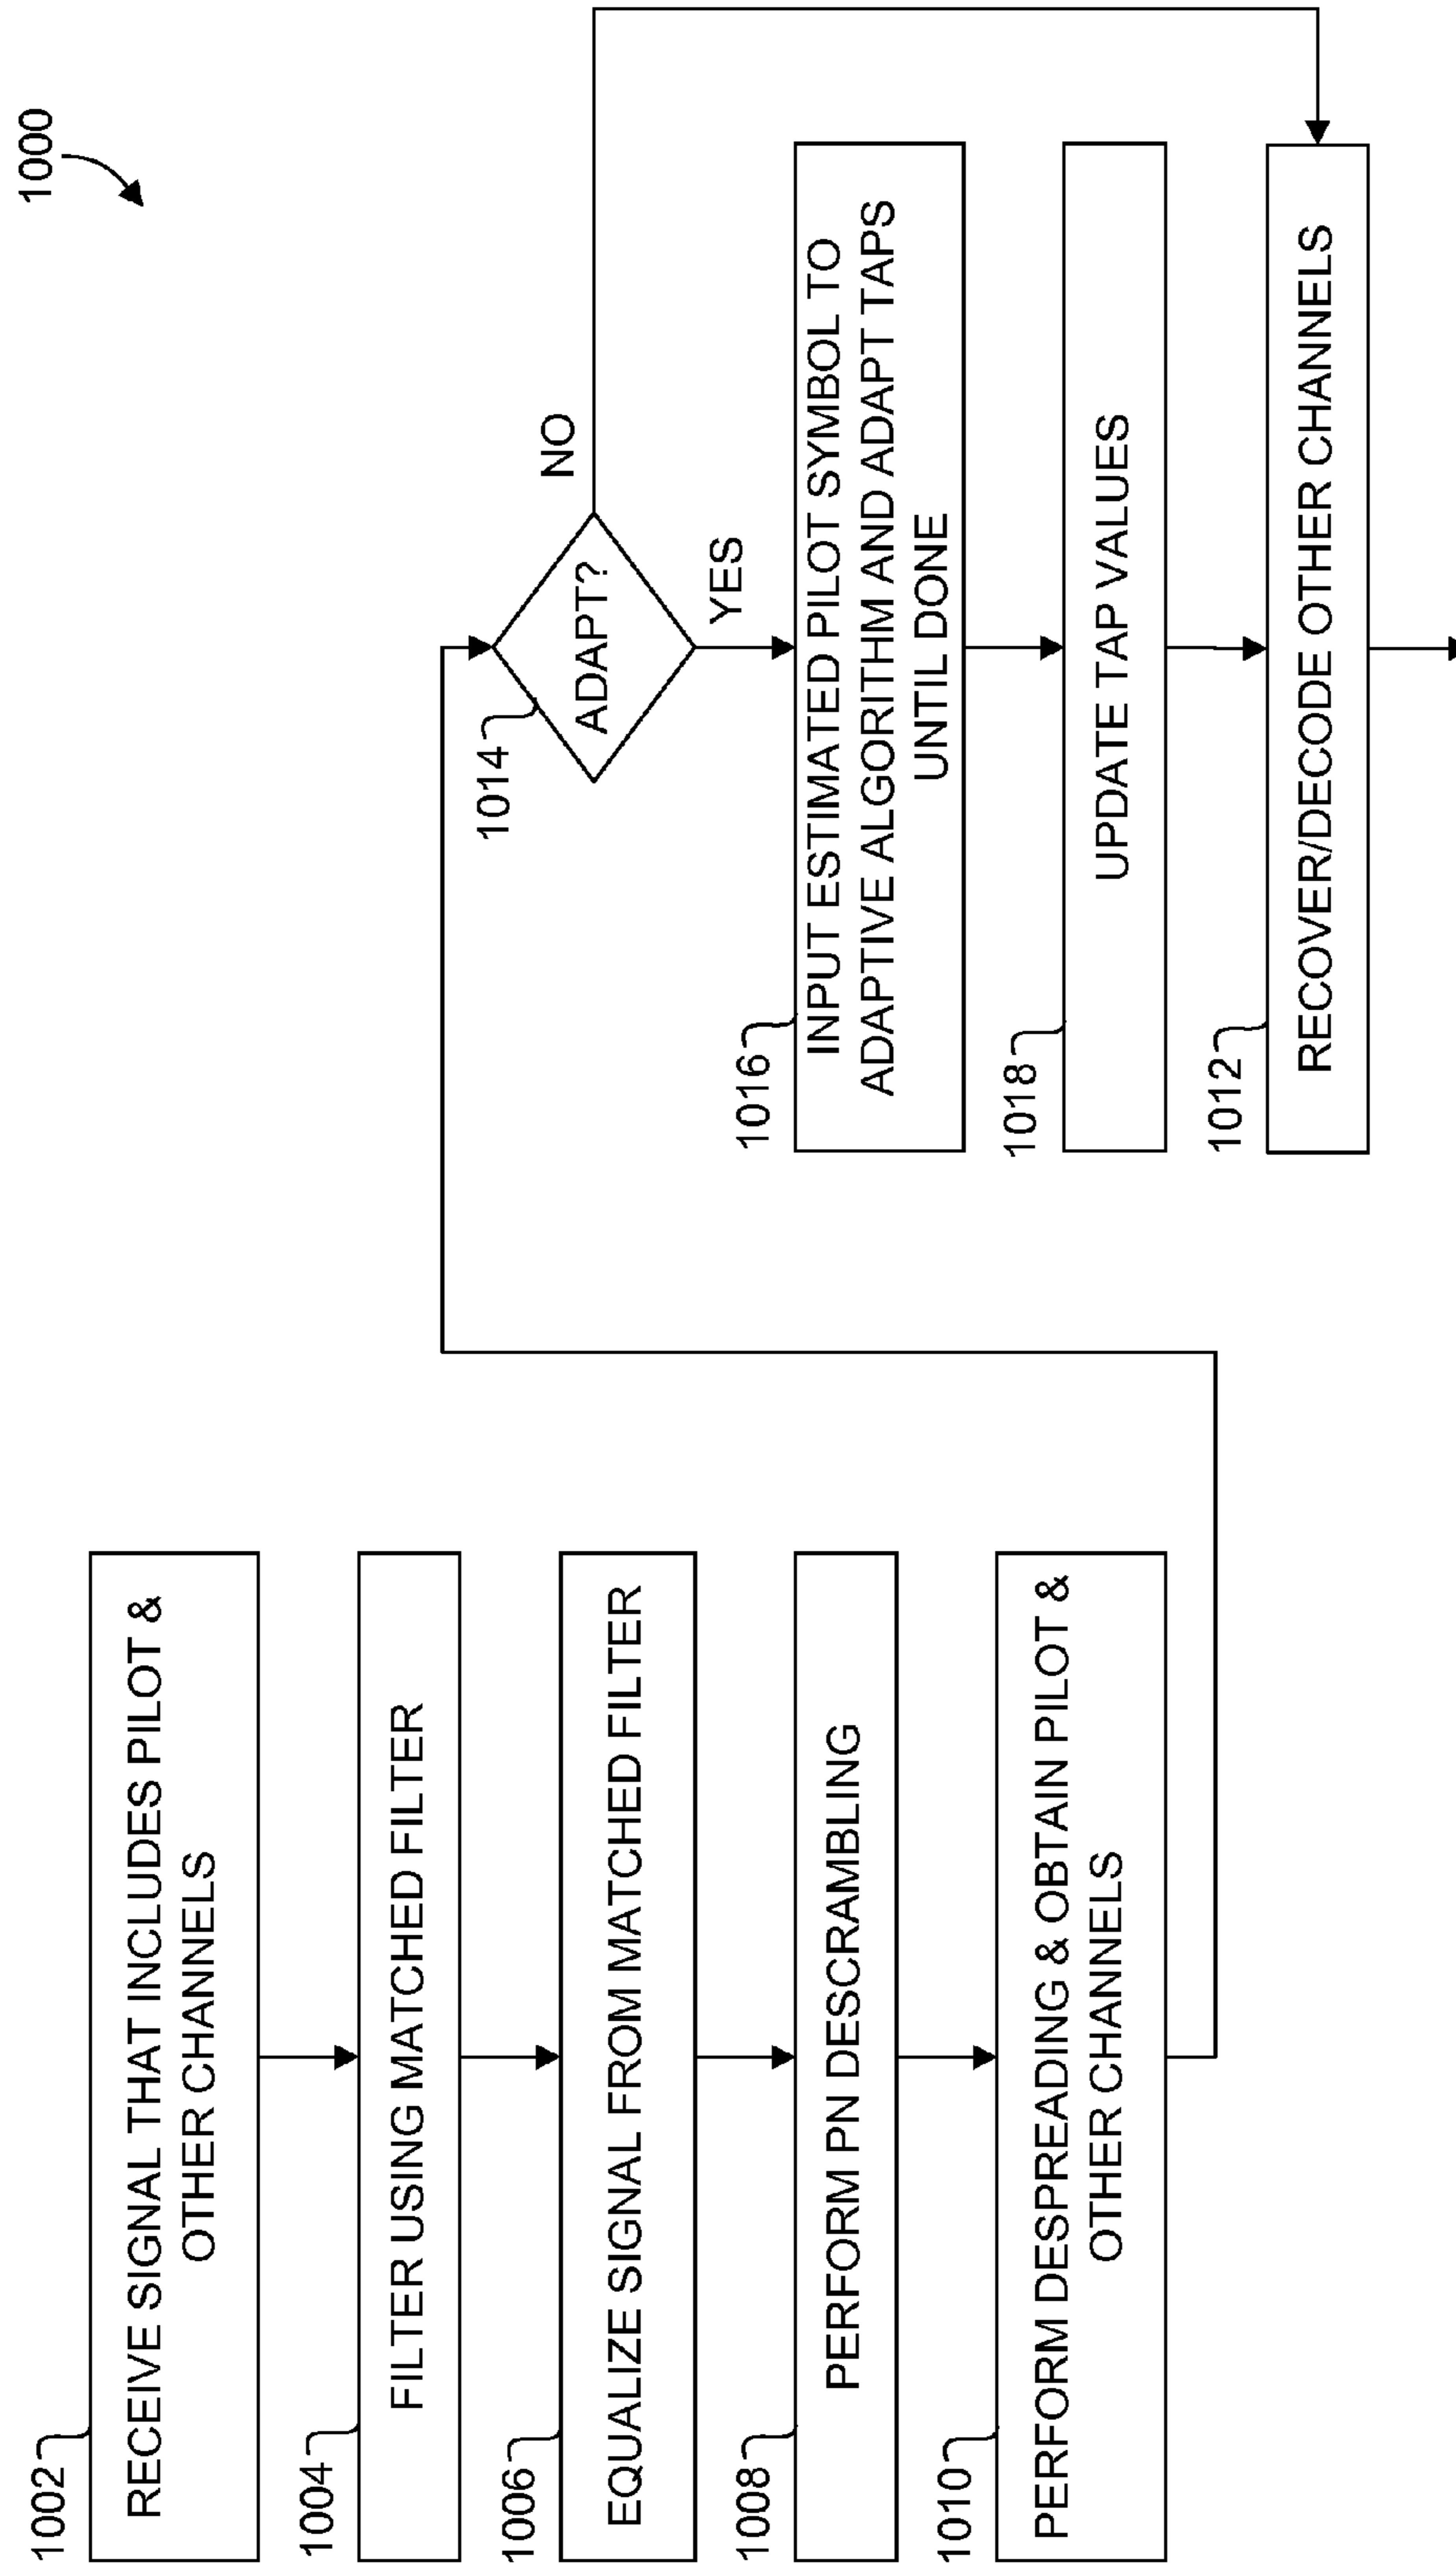 1000
1002
RECEIVE SIGNAL THAT INCLUDES PILOT &
OTHER CHANNELS
1004
FILTER USING MATCHED FILTER
1006
EQUALIZE SIGNAL FROM MATCHED FILTER
1008
PERFORM PN DESCRAMBLING
1010
PERFORM DESPREADING & OBTAIN PILOT &
OTHER CHANNELS
1014
ADAPT?
NO
YES
1016
INPUT ESTIMATED PILOT SYMBOL TO
ADAPTIVE ALGORITHM AND ADAPT TAPS
UNTIL DONE
1018
UPDATE TAP VALUES
1012
RECOVER/DECODE OTHER CHANNELS